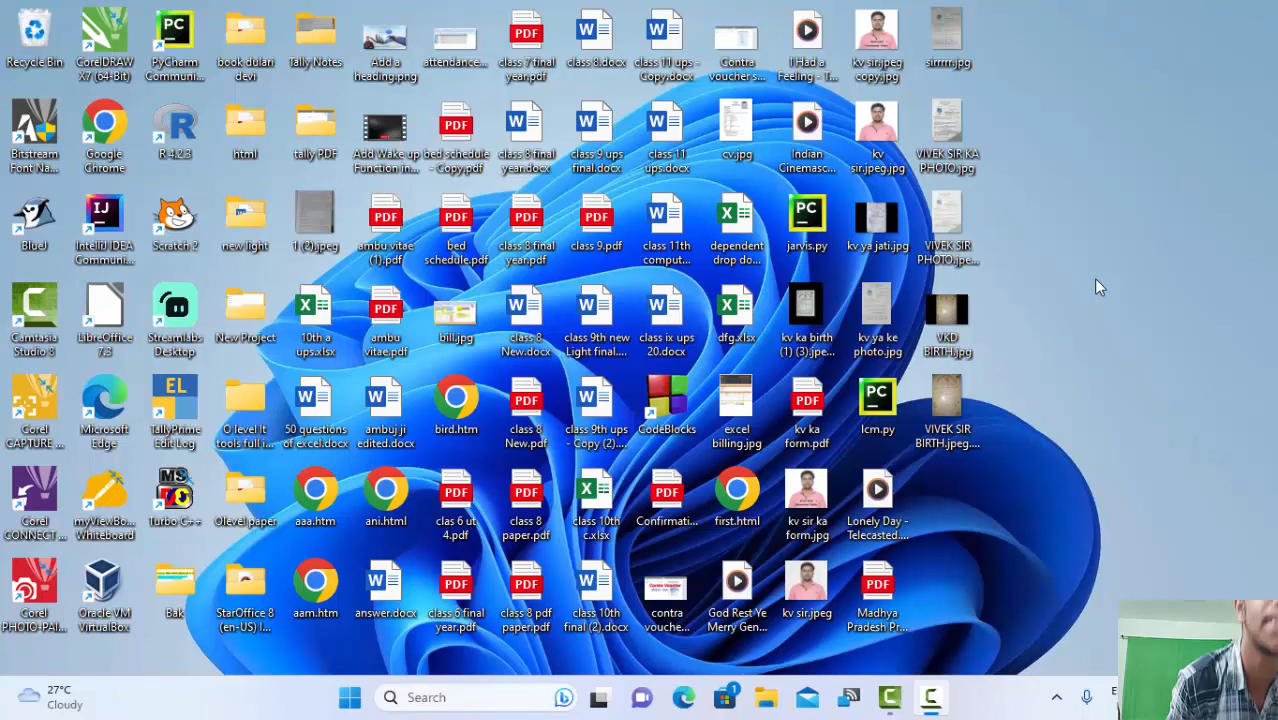 Recycle Bin
CorelDRAW X7 (64-Bit)
PyCharm Communi...
book dulari devi
Tally Notes
Add a heading.png
attendance...
class 7 final year.pdf
class 8.docx
class 11 ups - Copy.docx
Contra voucher s...
I Had a Feeling - T...
kv sir.jpeg copy.jpg
sirrrrr.jpg
Bitstream Font Na...
Google Chrome
R 4.2.3
html
tally PDF
Add Wake up Function in...
bed schedule - Copy.pdf
class 8 final year.docx
class 9 ups final.docx
class 11 ups.docx
cv.jpg
Indian Cinemasc...
kv sir.jpeg.jpg
VIVEK SIR KA PHOTO.jpg
BlueJ
IntelliJ IDEA Communi...
Scratch 2
new light
1 (2).jpeg
ambu vitae (1).pdf
bed schedule.pdf
class 8 final year.pdf
class 9.pdf
class 11th comput...
dependent drop do...
jarvis.py
kv ya jati.jpg
VIVEK SIR PHOTO.jpe...
Camtasia Studio 8
LibreOffice 7.3
Streamlabs Desktop
New Project
10th a ups.xlsx
ambu vitae.pdf
bill.jpg
class 8 New.docx
class 9th new Light final....
class ix ups 20.docx
dfg.xlsx
kv ka birth (1) (3).jpe...
kv ya ke photo.jpg
VKD BIRTH.jpg
Corel CAPTURE ...
Microsoft Edge
TallyPrime Edit Log
O level It tools full i...
50 questions of excel.docx
ambuj ji edited.docx
bird.htm
class 8 New.pdf
class 9th ups - Copy (2)....
CodeBlocks
excel billing.jpg
kv ka form.pdf
lcm.py
VIVEK SIR BIRTH.jpeg....
Corel CONNECT ...
myViewBo... Whiteboard
Turbo C++
Olevel paper
aaa.htm
ani.html
clas 6 ut 4.pdf
class 8 paper.pdf
class 10th c.xlsx
Confirmati...
first.html
kv sir ka form.jpg
Lonely Day - Telecasted....
Corel PHOTO-PAI...
Oracle VM VirtualBox
Bak
StarOffice 8 (en-US) I...
aam.htm
answer.docx
class 6 final year.pdf
class 8 pdf paper.pdf
class 10th final (2).docx
contra vouche...
God Rest Ye Merry Gen...
kv sir.jpeg
Madhya Pradesh Pr...
27°C
Cloudy
Search
1
E